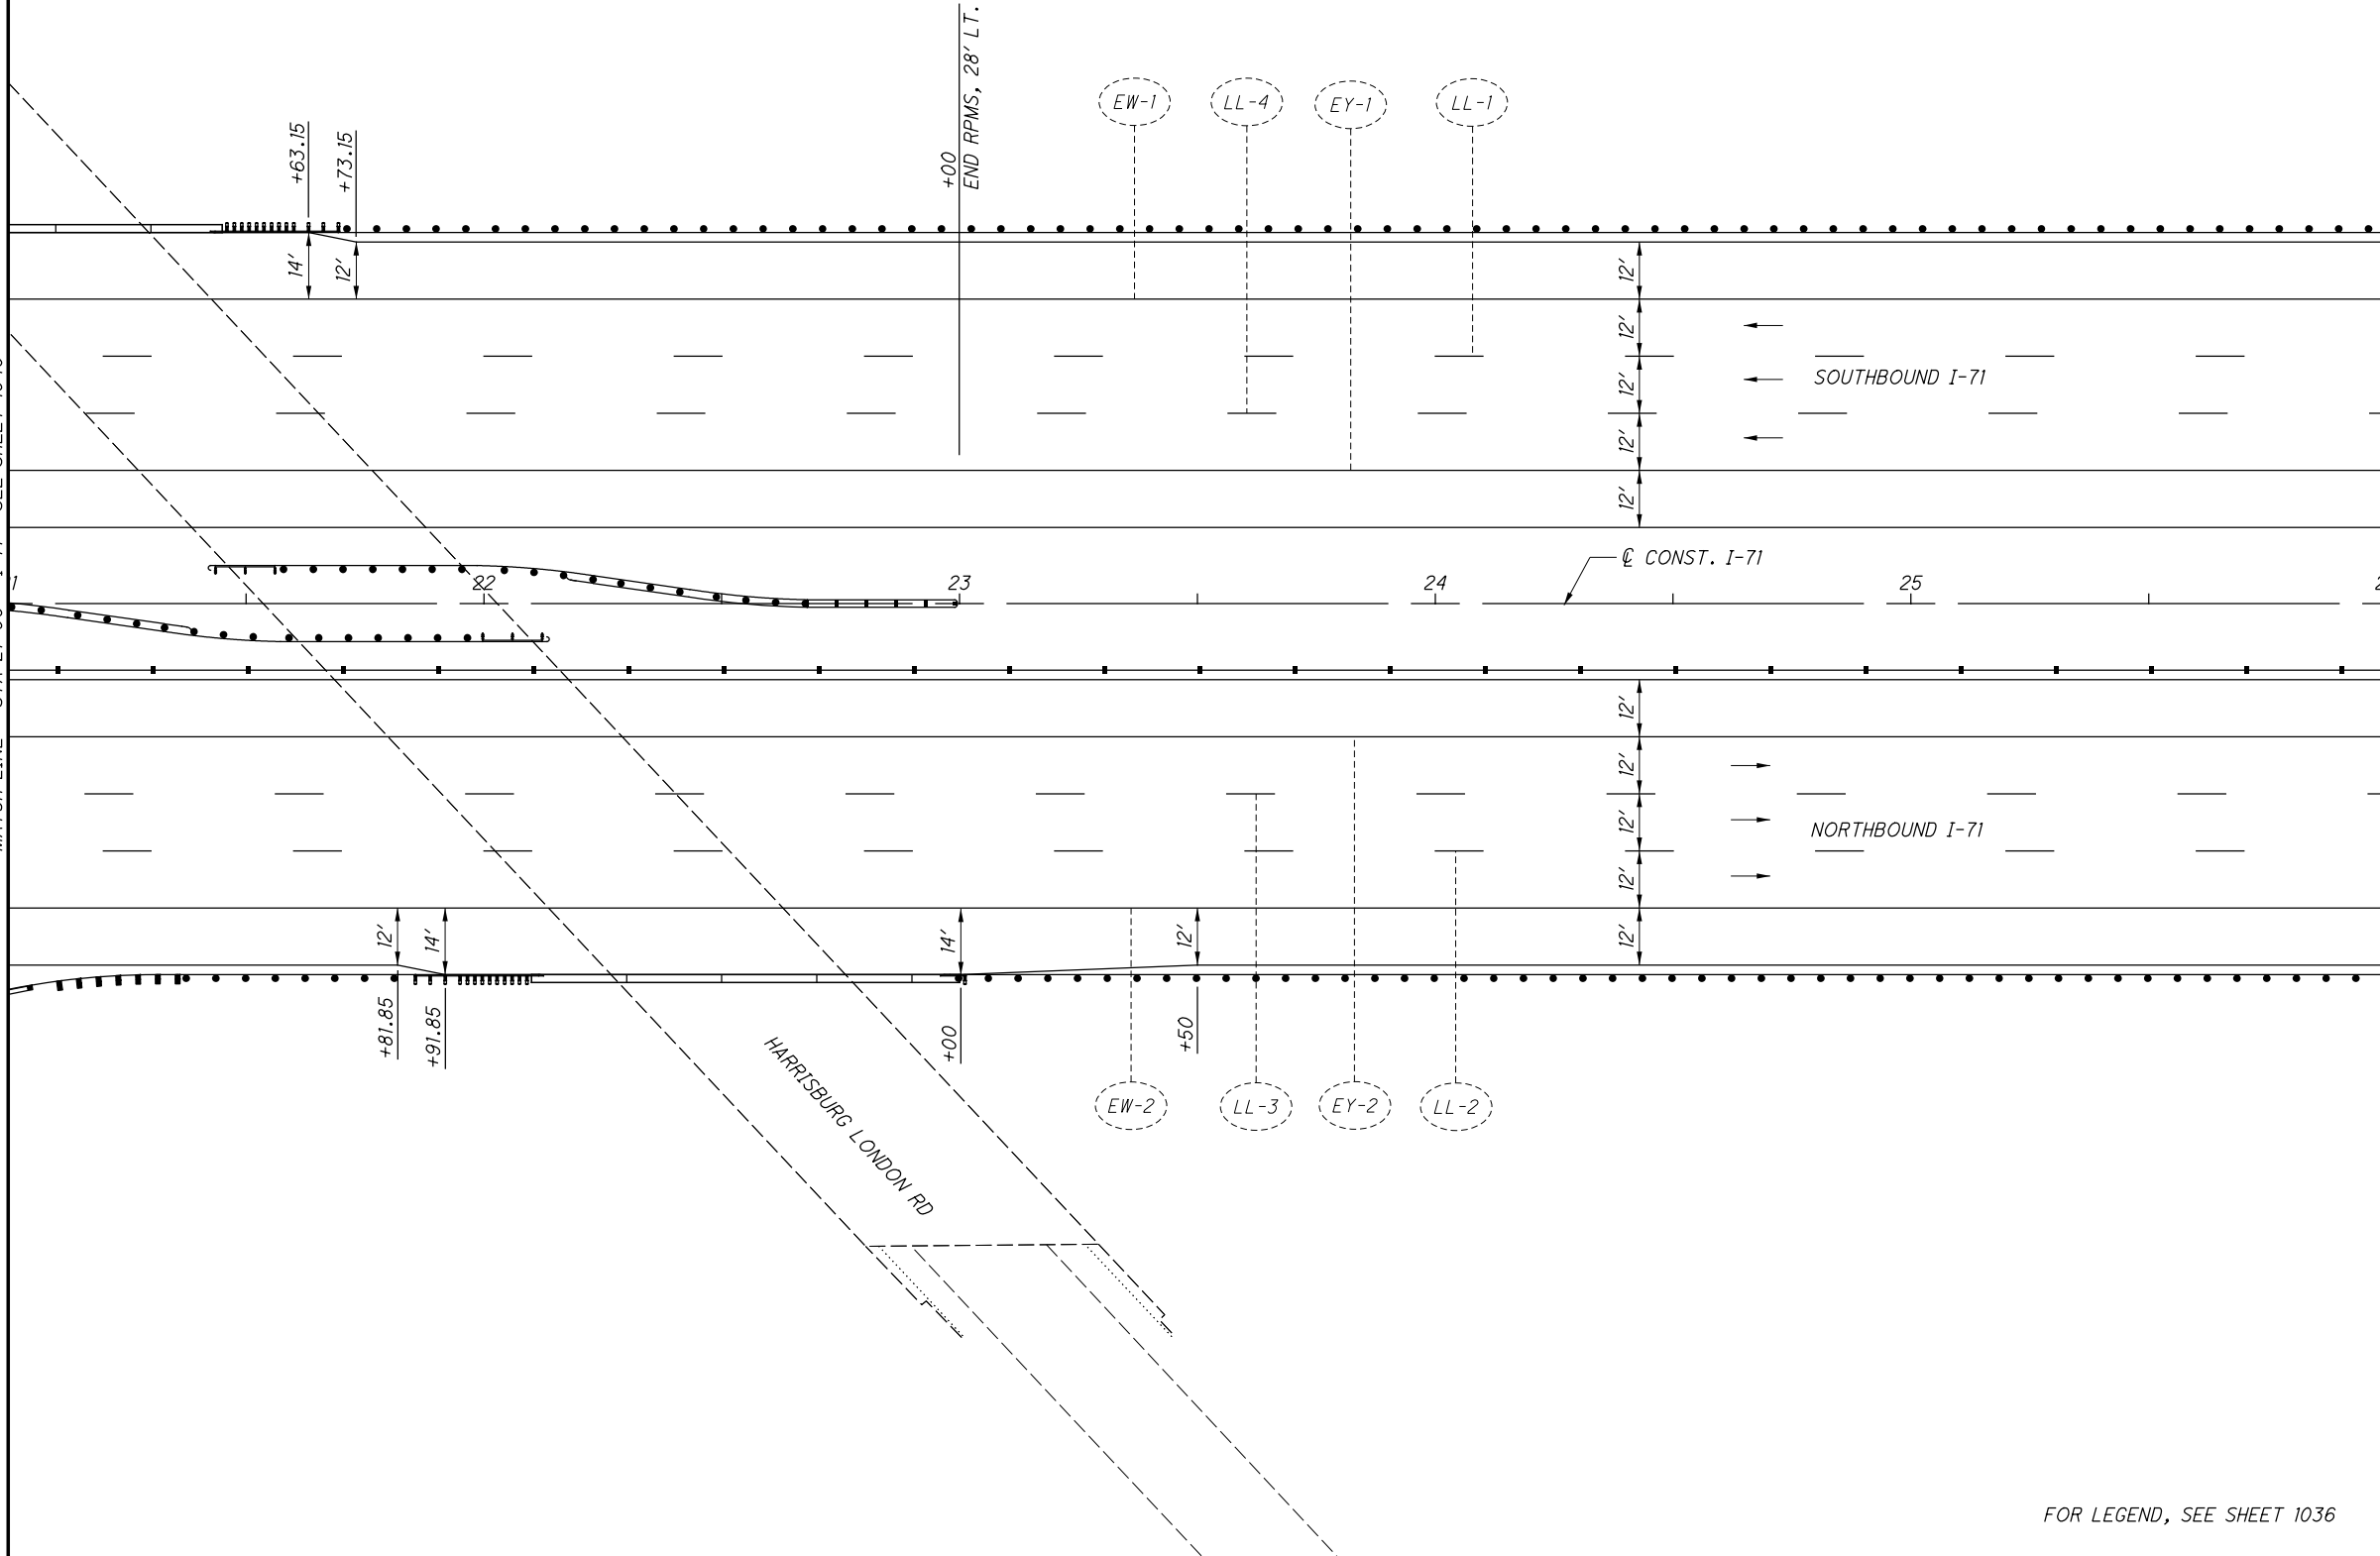 END RPMS, 28' LT.
+00
EW-1
LL-4
EY-1
LL-1
+63.15
+73.15
14'
12'
12'
12'
12'
12'
12'
SOUTHBOUND I-71
℄ CONST. I-71
22
23
24
25
12'
12'
12'
12'
12'
NORTHBOUND I-71
12'
14'
14'
12'
+81.85
+91.85
+00
+50
EW-2
LL-3
EY-2
LL-2
HARRISBURG LONDON RD
FOR LEGEND, SEE SHEET 1036